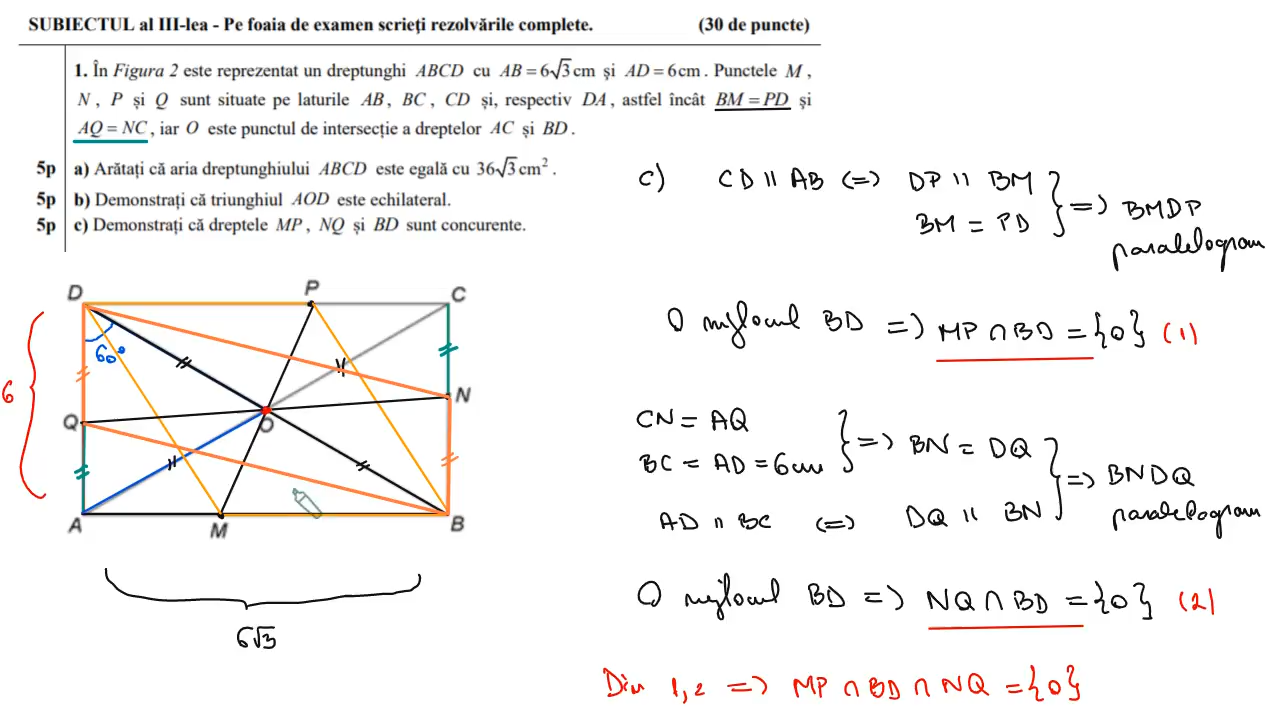 SUBIECTUL al III-lea - Pe foaia de examen scrieți rezolvările complete. (30 de puncte)
1. În Figura 2 este reprezentat un dreptunghi ABCD cu AB = 6√3 cm și AD = 6 cm. Punctele M,
N, P și Q sunt situate pe laturile AB, BC, CD și, respectiv DA, astfel încât BM = PD și
AQ = NC, iar O este punctul de intersecție a dreptelor AC și BD.
5p a) Arătați că aria dreptunghiului ABCD este egală cu 36√3 cm².
5p b) Demonstrați că triunghiul AOD este echilateral.
5p c) Demonstrați că dreptele MP, NQ și BD sunt concurente.
D P C
60°
6
N
Q
O
A M B
6√3
c) CD || AB <=> DP || BM
BM = PD
=> BMDP
paralelogram
O mijlocul BD => MP ∩ BD = {O} (1)
CN = AQ
BC = AD = 6cm
=> BN = DQ
AD || BC <=> DQ || BN
=> BNDQ
paralelogram
O mijlocul BD => NQ ∩ BD = {O} (2)
Din 1,2 => MP ∩ BD ∩ NQ = {O}